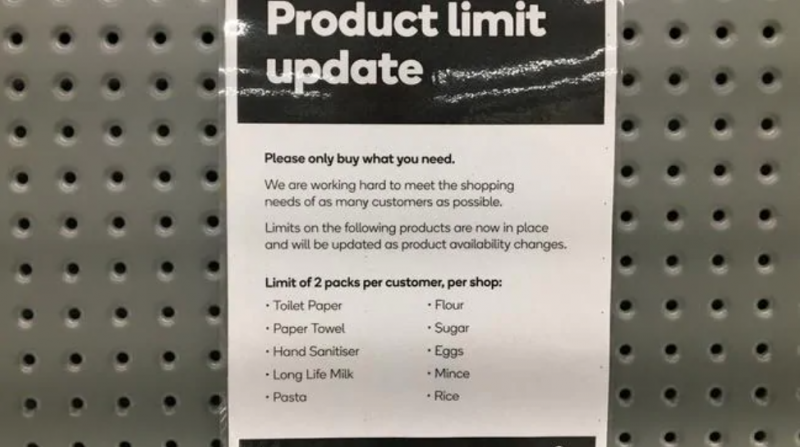 Product limit
update
Please only buy what you need.
We are working hard to meet the shopping
needs of as many customers as possible.
Limits on the following products are now in place
and will be updated as product availability changes.
Limit of 2 packs per customer, per shop:
• Toilet Paper
• Paper Towel
• Hand Sanitiser
• Long Life Milk
• Pasta
• Flour
• Sugar
• Eggs
• Mince
• Rice